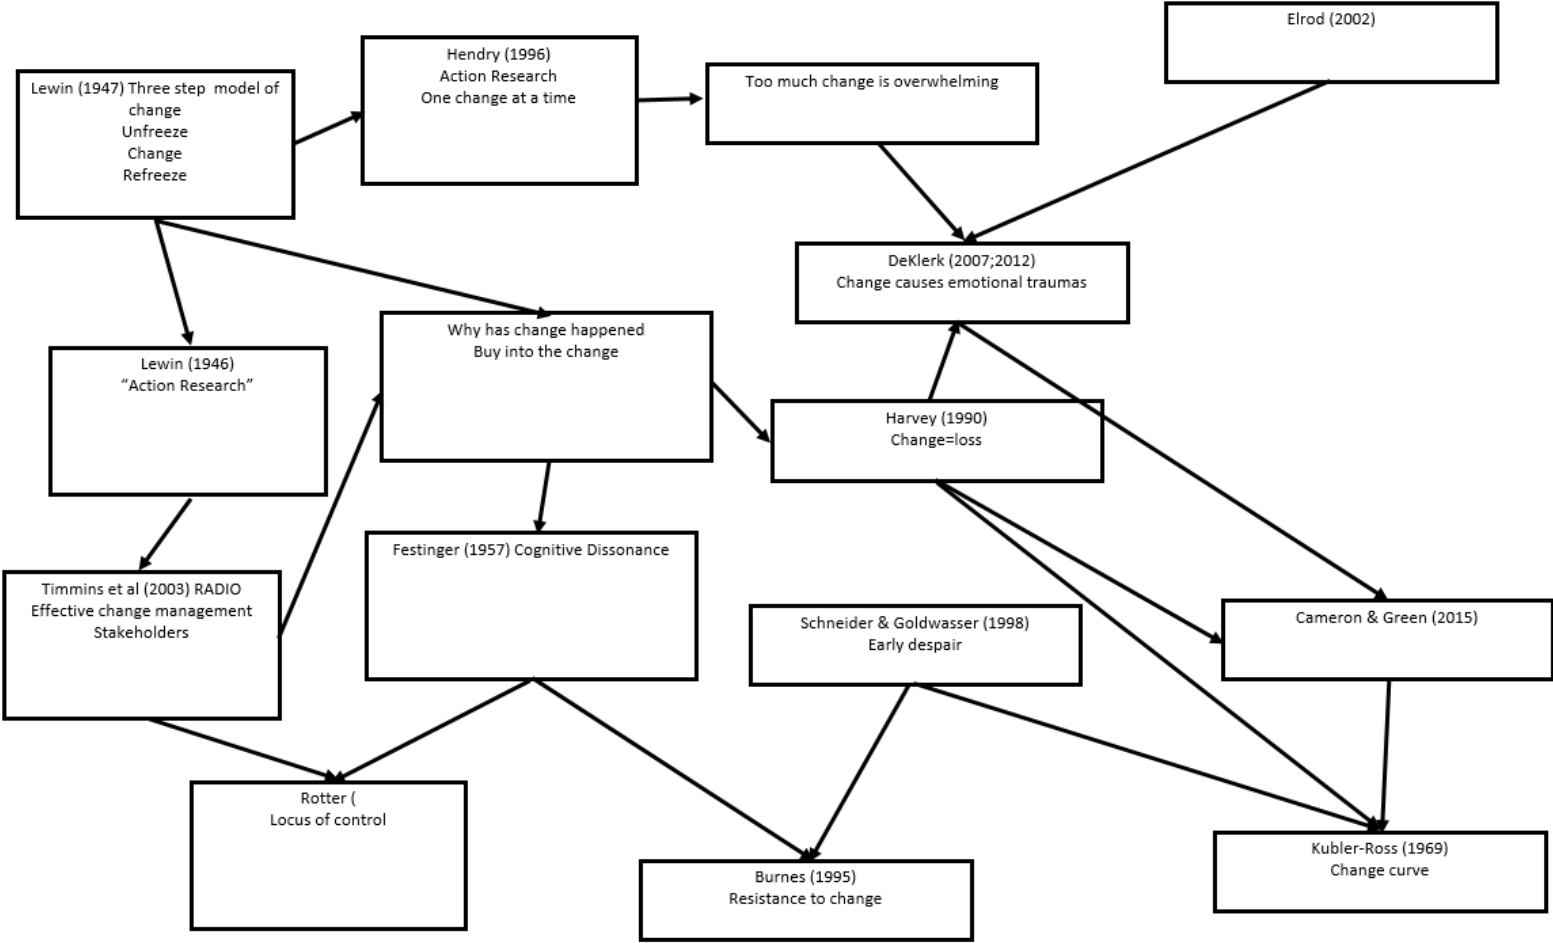 Elrod (2002)
Hendry (1996)
Action Research
One change at a time
Lewin (1947) Three step  model of
change
Unfreeze
Change
Refreeze
Too much change is overwhelming
DeKlerk (2007;2012)
Change causes emotional traumas
Why has change happened
Buy into the change
Lewin (1946)
“Action Research”
Harvey (1990)
Change=loss
Festinger (1957) Cognitive Dissonance
Timmins et al (2003) RADIO
Effective change management
Stakeholders
Schneider & Goldwasser (1998)
Early despair
Cameron & Green (2015)
Rotter (
Locus of control
Burnes (1995)
Resistance to change
Kubler-Ross (1969)
Change curve